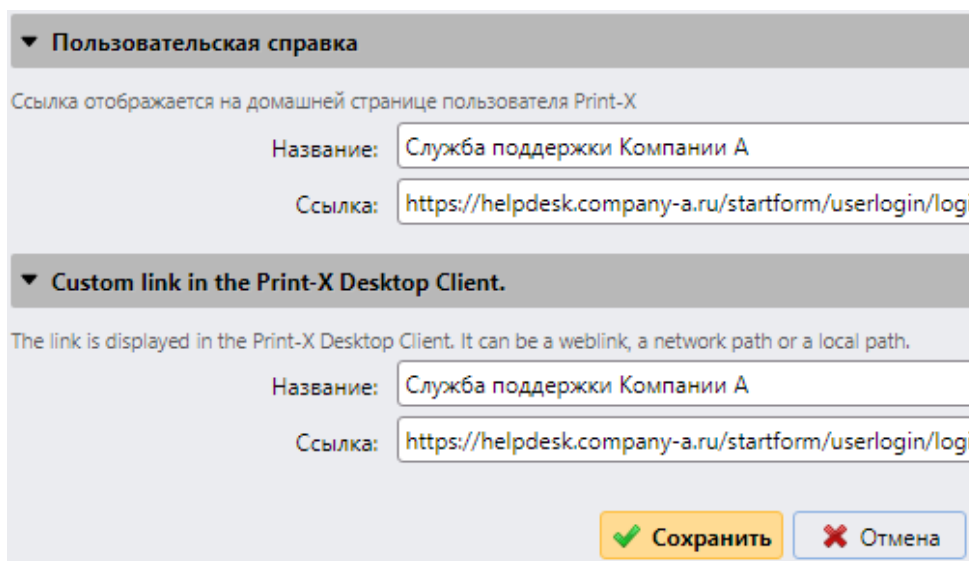 Пользовательская справка
Ссылка отображается на домашней странице пользователя Print-X
Название: Служба поддержки Компании А
Ссылка: https://helpdesk.company-a.ru/startform/userlogin/logi
Custom link in the Print-X Desktop Client.
The link is displayed in the Print-X Desktop Client. It can be a weblink, a network path or a local path.
Название: Служба поддержки Компании А
Ссылка: https://helpdesk.company-a.ru/startform/userlogin/logi
Сохранить Отмена